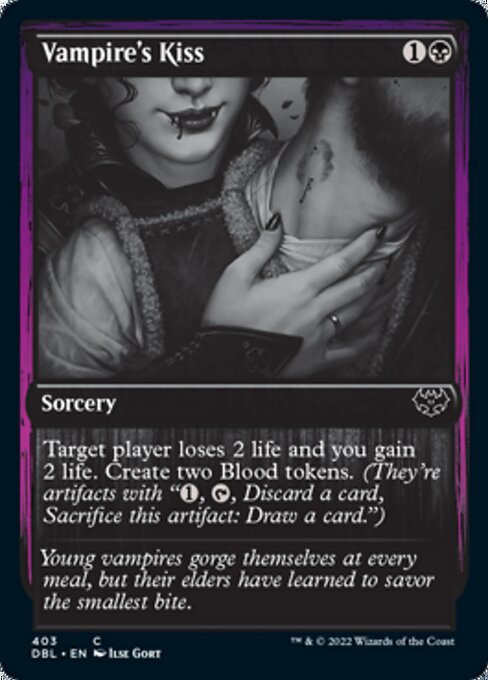 Vampire's Kiss 1
Sorcery
Target player loses 2 life and you gain
2 life. Create two Blood tokens. (They're
artifacts with "1, , Discard a card,
Sacrifice this artifact: Draw a card.")
Young vampires gorge themselves at every
meal, but their elders have learned to savor
the smallest bite.
403 C
DBL • EN Ilse Gort
™ & © 2022 Wizards of the Coast